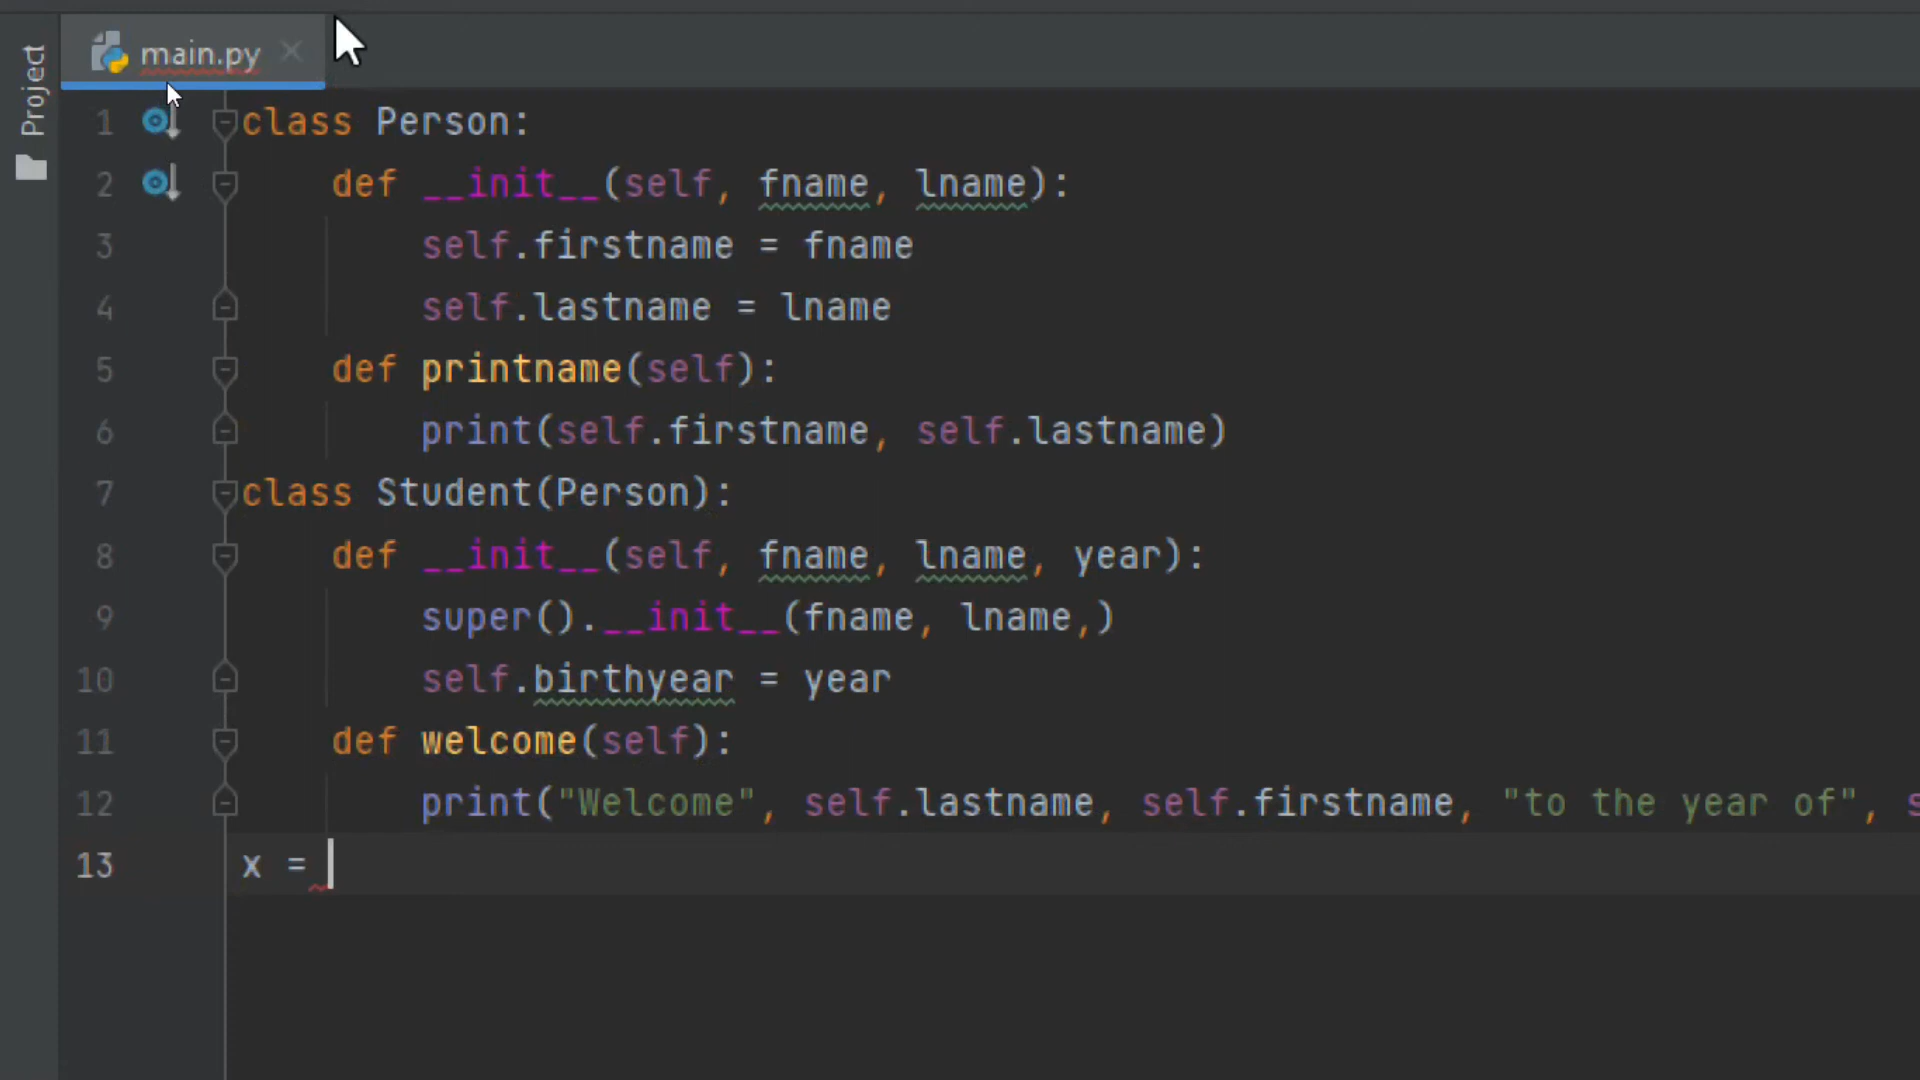 Project
main.py
1 class Person:
2 def __init__(self, fname, lname):
3 self.firstname = fname
4 self.lastname = lname
5 def printname(self):
6 print(self.firstname, self.lastname)
7 class Student(Person):
8 def __init__(self, fname, lname, year):
9 super().__init__(fname, lname,)
10 self.birthyear = year
11 def welcome(self):
12 print("Welcome", self.lastname, self.firstname, "to the year of",
13 x =